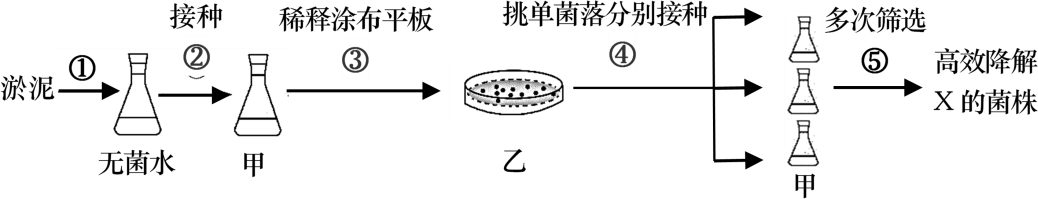 淤泥
①
无菌水
接种
②
甲
稀释涂布平板
③
乙
挑单菌落分别接种
④
甲
多次筛选
⑤
高效降解
X 的菌株